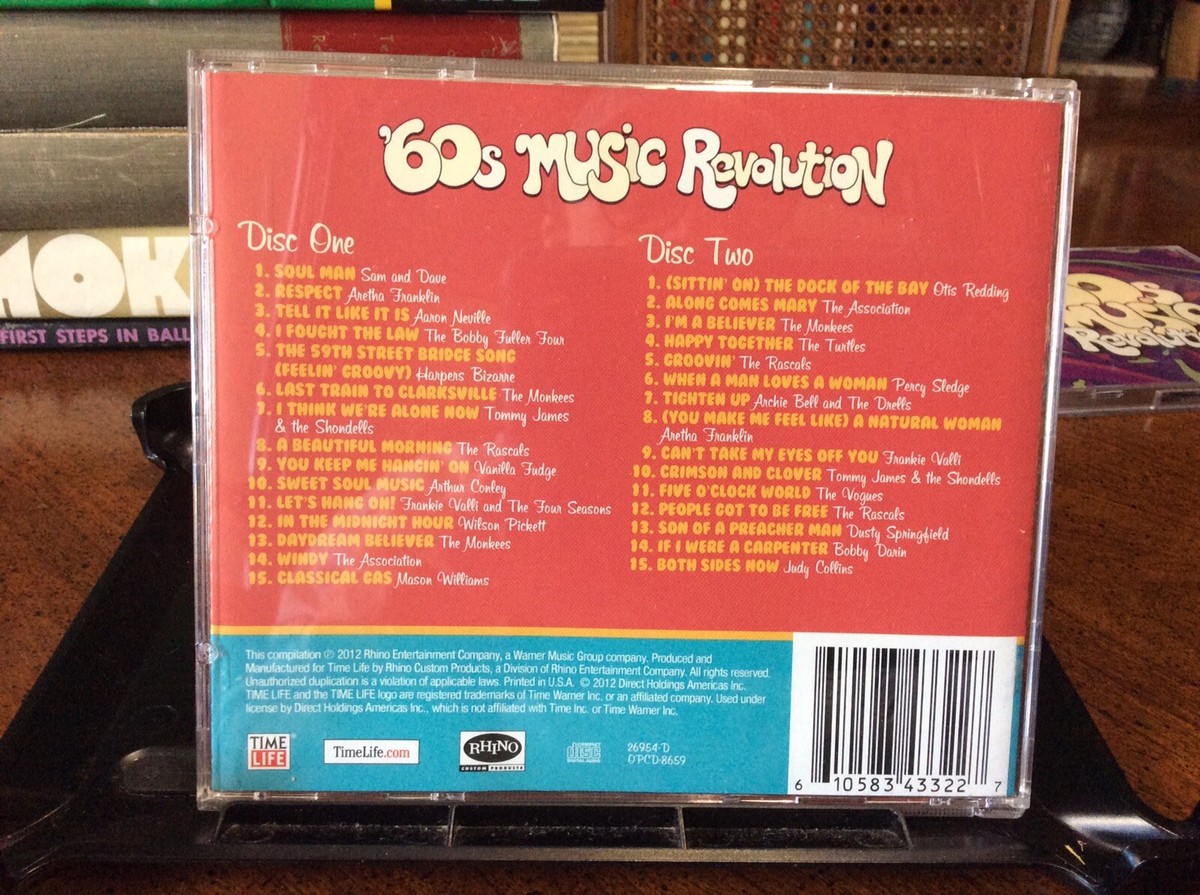 '60s MUSIC REVOLUTION
Disc One
1. SOUL MAN Sam and Dave
2. RESPECT Aretha Franklin
3. TELL IT LIKE IT IS Aaron Neville
4. I FOUGHT THE LAW The Bobby Fuller Four
5. THE 59TH STREET BRIDGE SONG
(FEELIN' GROOVY) Harpers Bizarre
6. LAST TRAIN TO CLARKSVILLE The Monkees
7. I THINK WE'RE ALONE NOW Tommy James
& the Shondells
8. A BEAUTIFUL MORNING The Rascals
9. YOU KEEP ME HANGIN' ON Vanilla Fudge
10. SWEET SOUL MUSIC Arthur Conley
11. LET'S HANG ON! Frankie Valli and The Four Seasons
12. IN THE MIDNIGHT HOUR Wilson Pickett
13. DAYDREAM BELIEVER The Monkees
14. WINDY The Association
15. CLASSICAL GAS Mason Williams
Disc Two
1. (SITTIN' ON) THE DOCK OF THE BAY Otis Redding
2. ALONG COMES MARY The Association
3. I'M A BELIEVER The Monkees
4. HAPPY TOGETHER The Turtles
5. GROOVIN' The Rascals
6. WHEN A MAN LOVES A WOMAN Percy Sledge
7. TIGHTEN UP Archie Bell and The Drells
8. (YOU MAKE ME FEEL LIKE) A NATURAL WOMAN
Aretha Franklin
9. CAN'T TAKE MY EYES OFF YOU Frankie Valli
10. CRIMSON AND CLOVER Tommy James & the Shondells
11. FIVE O'CLOCK WORLD The Vogues
12. PEOPLE GOT TO BE FREE The Rascals
13. SON OF A PREACHER MAN Dusty Springfield
14. IF I WERE A CARPENTER Bobby Darin
15. BOTH SIDES NOW Judy Collins
This compilation ℗ 2012 Rhino Entertainment Company, a Warner Music Group company. Produced and
Manufactured for Time Life by Rhino Custom Products, a Division of Rhino Entertainment Company. All rights reserved.
Unauthorized duplication is a violation of applicable laws. Printed in U.S.A. © 2012 Direct Holdings Americas Inc.
TIME LIFE and the TIME LIFE logo are registered trademarks of Time Warner Inc. or an affiliated company. Used under
license by Direct Holdings Americas Inc., which is not affiliated with Time Inc. or Time Warner Inc.
TIME
LIFE
TimeLife.com
RHINO
CUSTOM PRODUCTS
COMPACT
disc
DIGITAL AUDIO
26954-D
OPCD-8659
6 10583 43322 7
MOK
FIRST STEPS IN BALL